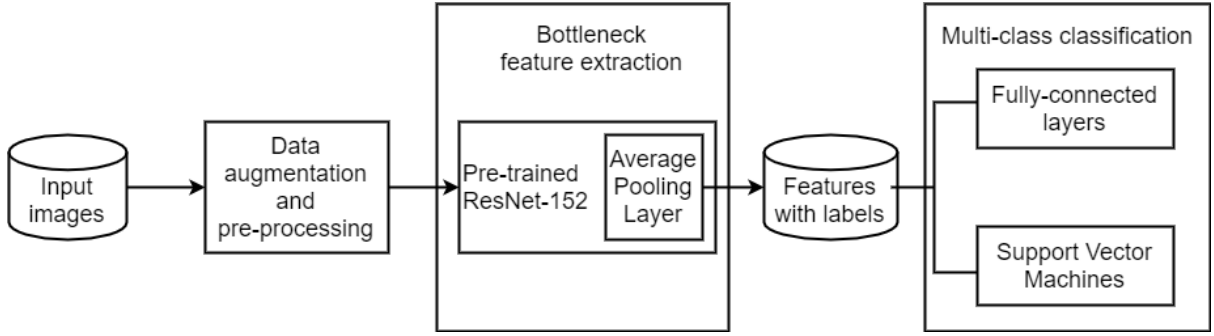 Input
images
Data
augmentation
and
pre-processing
Bottleneck
feature extraction
Pre-trained
ResNet-152
Average
Pooling
Layer
Features
with labels
Multi-class classification
Fully-connected
layers
Support Vector
Machines